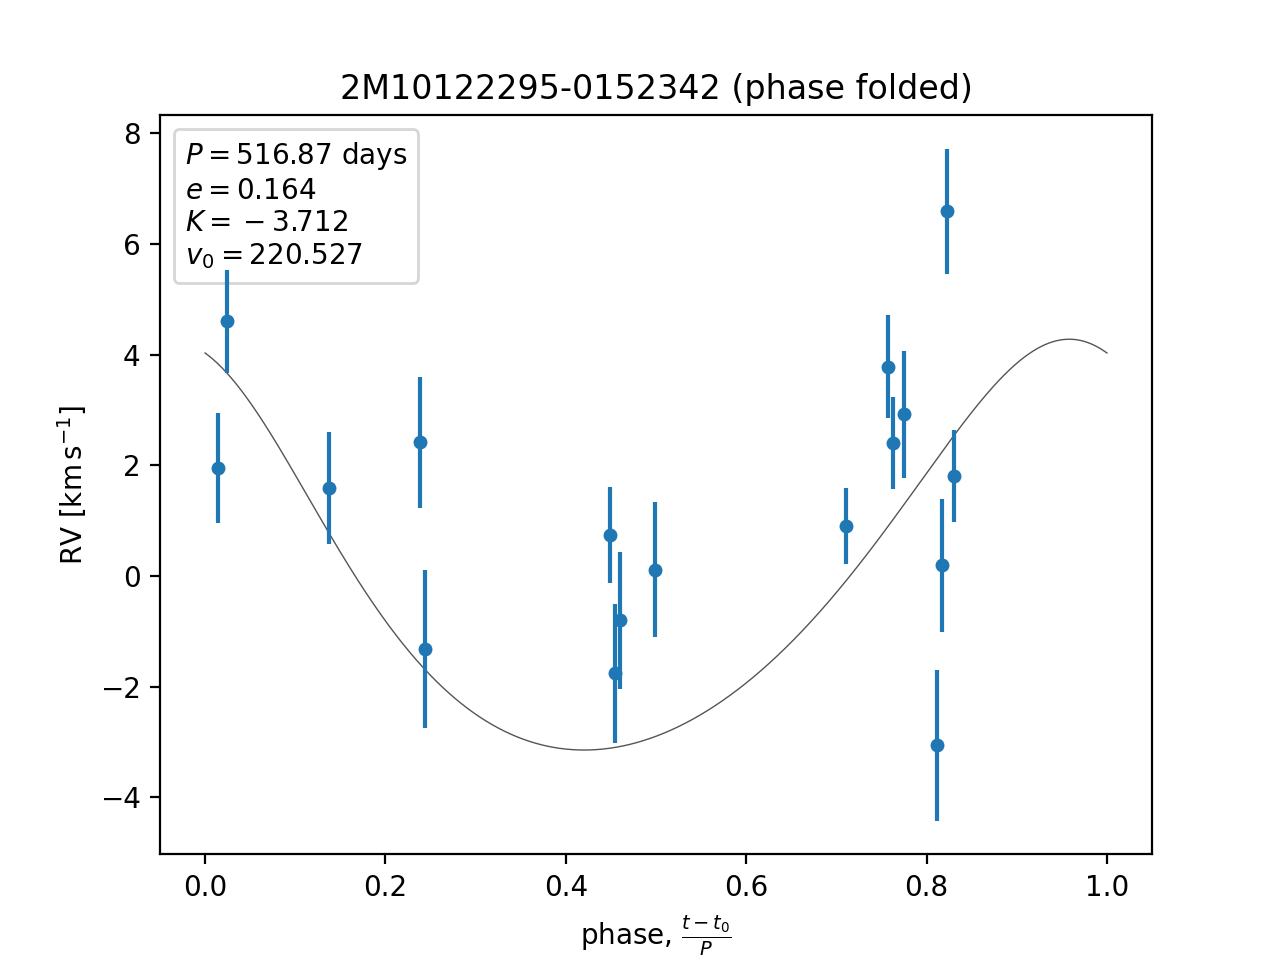 2M10122295-0152342 (phase folded)
P = 516.87 days
e = 0.164
K = −3.712
v₀ = 220.527
8
6
4
2
0
−2
−4
RV [km s⁻¹]
0.0 0.2 0.4 0.6 0.8 1.0
phase, (t − t₀)/P